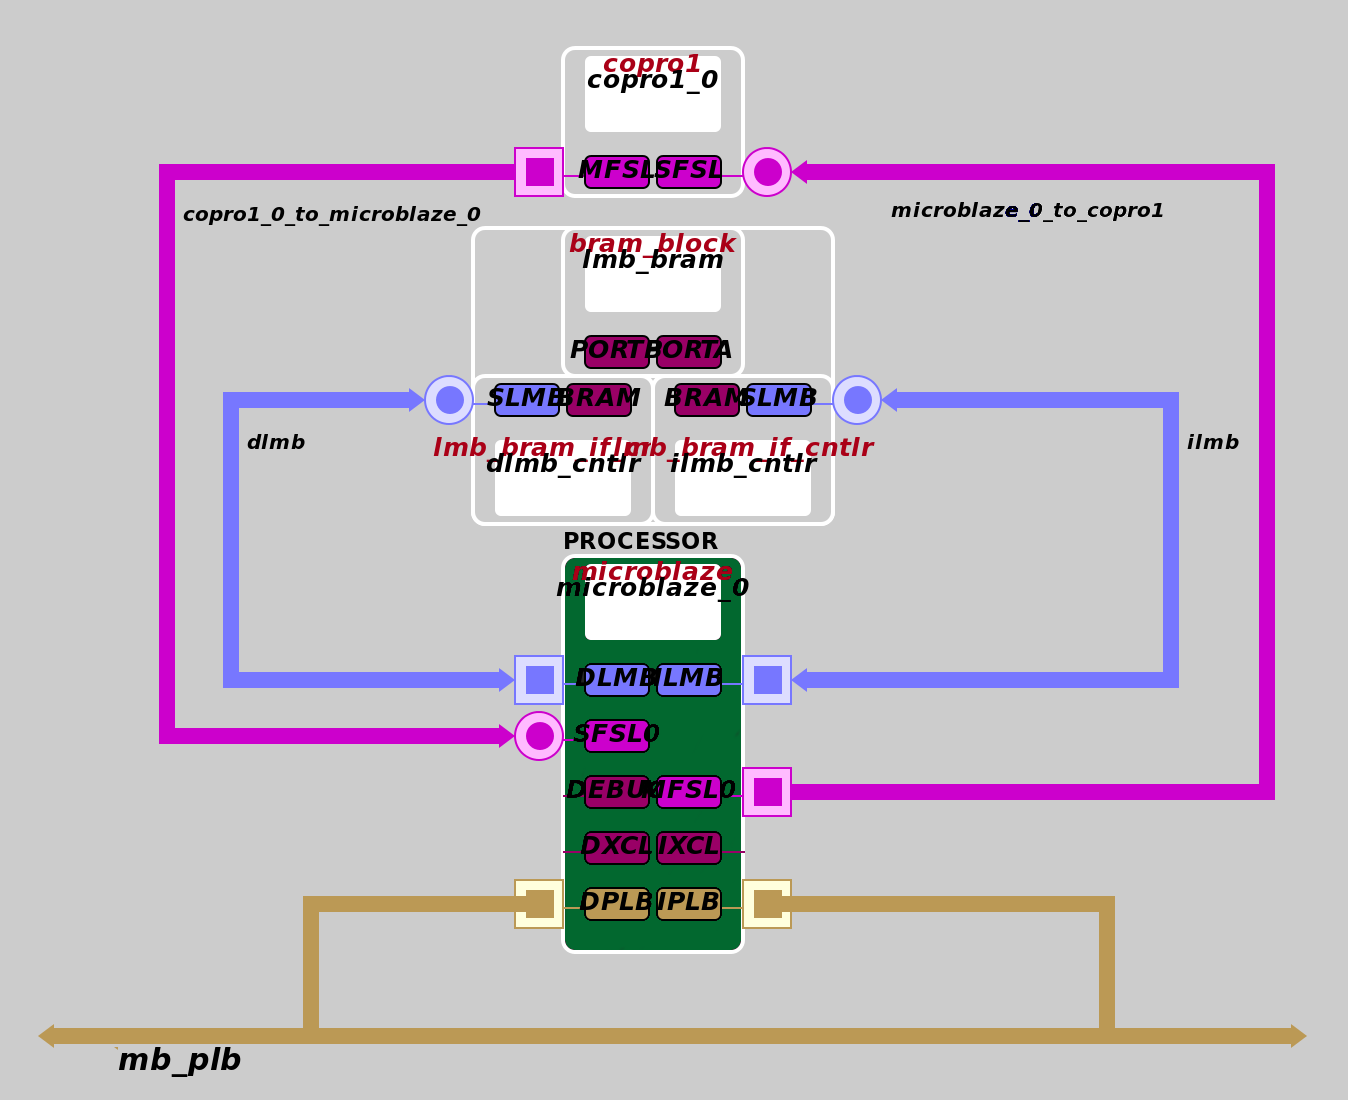 copro1
copro1_0
MFSL SFSL
copro1_0_to_microblaze_0
microblaze_0_to_copro1
bram_block
lmb_bram
PORTB PORTA
SLMB BRAM BRAM SLMB
dlmb
ilmb
lmb_bram_if_cntlr lmb_bram_if_cntlr
dlmb_cntlr ilmb_cntlr
PROCESSOR
microblaze
microblaze_0
DLMB ILMB
SFSL0
DEBUG MFSL0
DXCL IXCL
DPLB IPLB
mb_plb